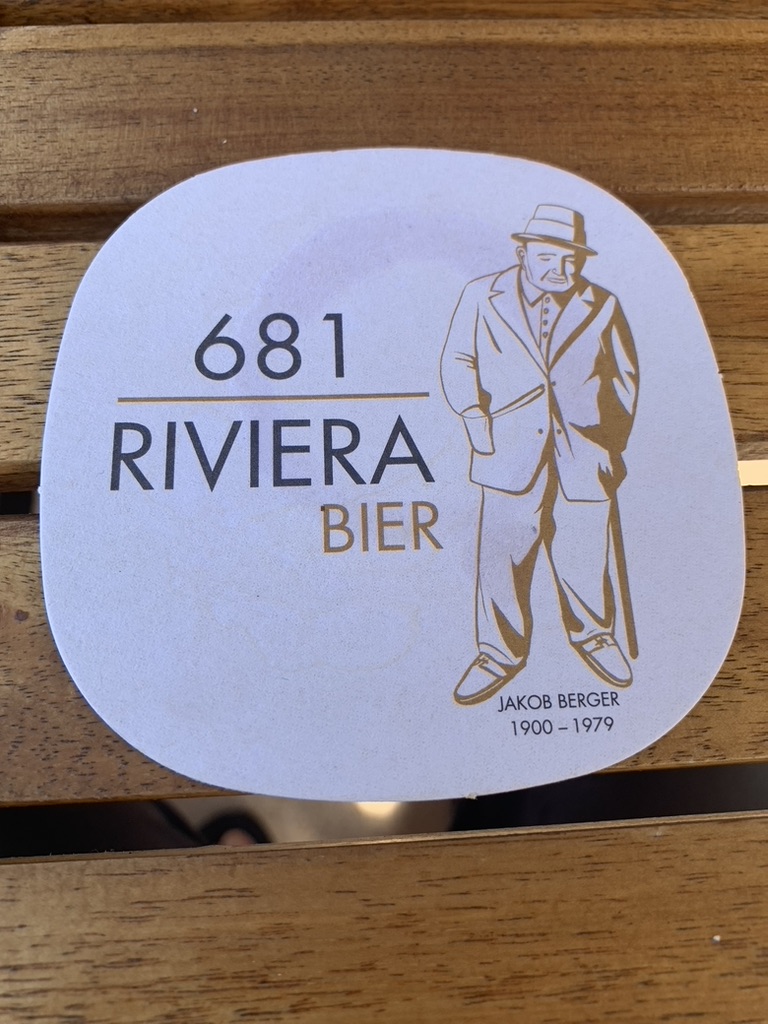 681
RIVIERA
BIER
JAKOB BERGER
1900 – 1979